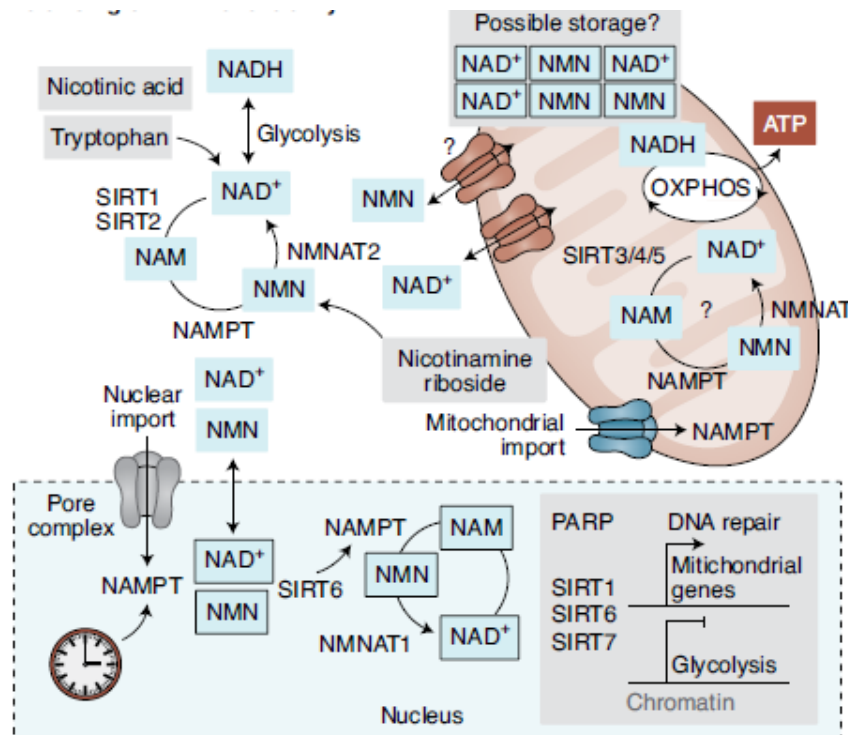 Possible storage?
NAD+ NMN NAD+
NAD+ NMN NMN
Nicotinic acid
NADH
Tryptophan
Glycolysis
NAD+
SIRT1
SIRT2
NAM
NMNAT2
NMN
NAMPT
Nicotinamine
riboside
?
NMN
NAD+
ATP
NADH
OXPHOS
SIRT3/4/5
NAD+
NAM
?
NMNAT
NMN
NAMPT
Mitochondrial
import
NAMPT
NAD+
NMN
Nuclear
import
Pore
complex
NAMPT
NAD+
NMN
SIRT6
NAMPT
NAM
NMN
NMNAT1
NAD+
Nucleus
PARP
DNA repair
Mitichondrial
genes
SIRT1
SIRT6
SIRT7
Glycolysis
Chromatin